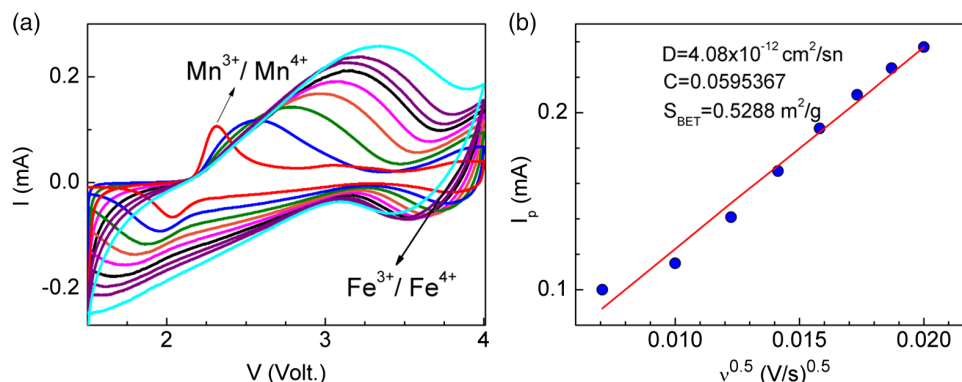 (a)
0.2
0.0
-0.2
I (mA)
Mn3+/ Mn4+
Fe3+/ Fe4+
2
3
4
V (Volt.)
(b)
D=4.08x10-12 cm2/sn
C=0.0595367
SBET=0.5288 m2/g
0.2
0.1
Ip (mA)
0.010
0.015
0.020
ν0.5 (V/s)0.5